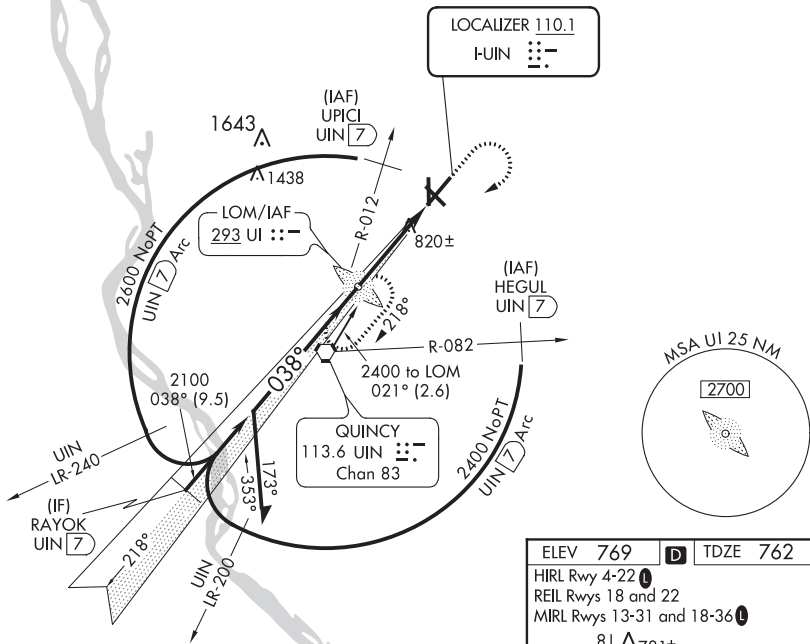 LOCALIZER 110.1
I-UIN
(IAF)
UPICI
UIN 7
1643
1438
R-012
LOM/IAF
293 UI
820±
2600 NoPT
UIN 7 Arc
(IAF)
HEGUL
UIN 7
218°
R-082
038°
2400 to LOM
021° (2.6)
2100
038° (9.5)
QUINCY
113.6 UIN
Chan 83
2400 NoPT
UIN 7 Arc
MSA UI 25 NM
2700
UIN
LR-240
173°
353°
(IF)
RAYOK
UIN 7
218°
UIN
LR-200
ELEV 769 D TDZE 762
HIRL Rwy 4-22 L
REIL Rwys 18 and 22
MIRL Rwys 13-31 and 18-36 L